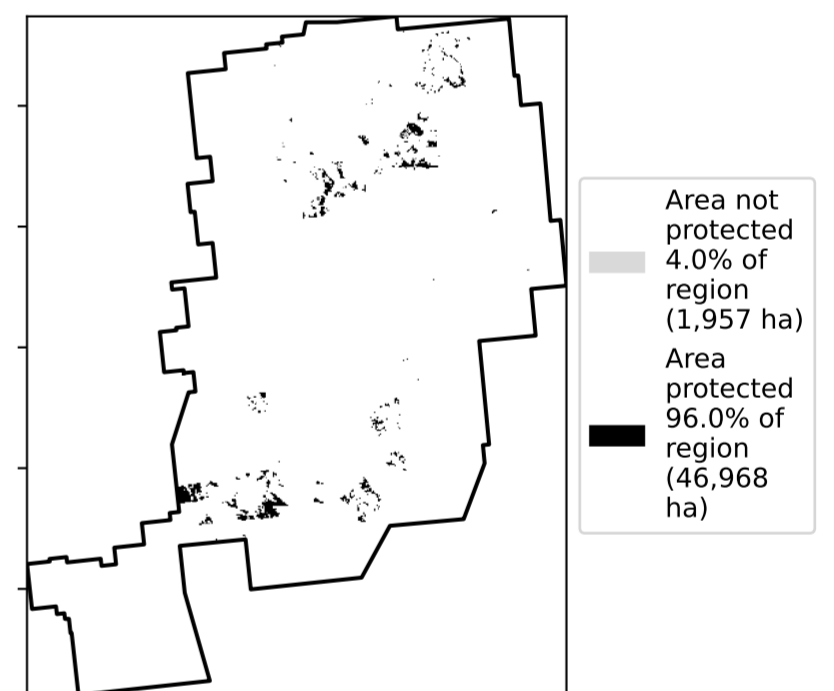 Area not
protected
4.0% of
region
(1,957 ha)
Area
protected
96.0% of
region
(46,968
ha)